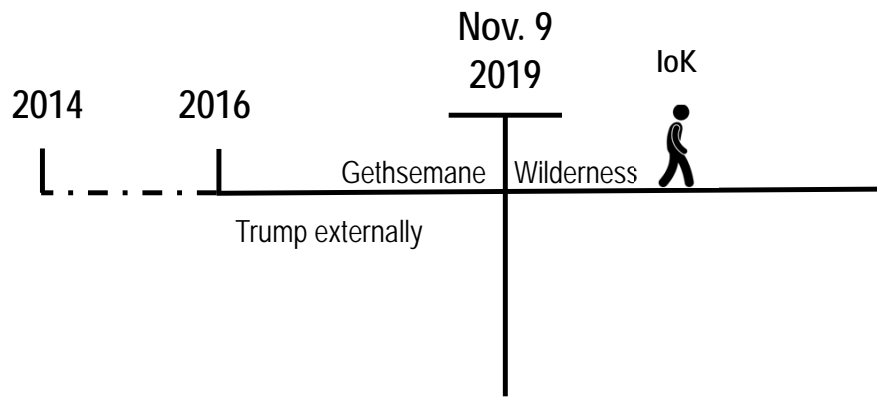 Nov. 9
2019
IoK
2014
2016
Gethsemane
Wilderness
Trump externally